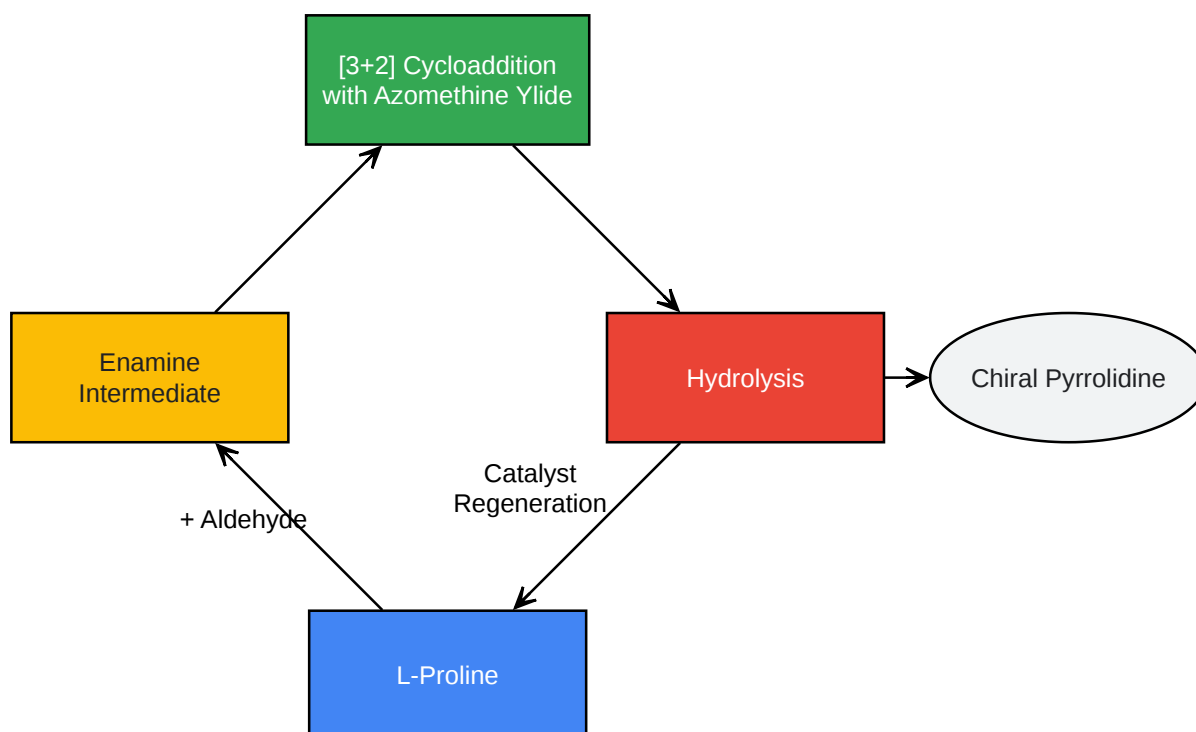 [3+2] Cycloaddition
with Azomethine Ylide
Enamine
Intermediate
Hydrolysis
Chiral Pyrrolidine
Catalyst
Regeneration
+ Aldehyde
L-Proline